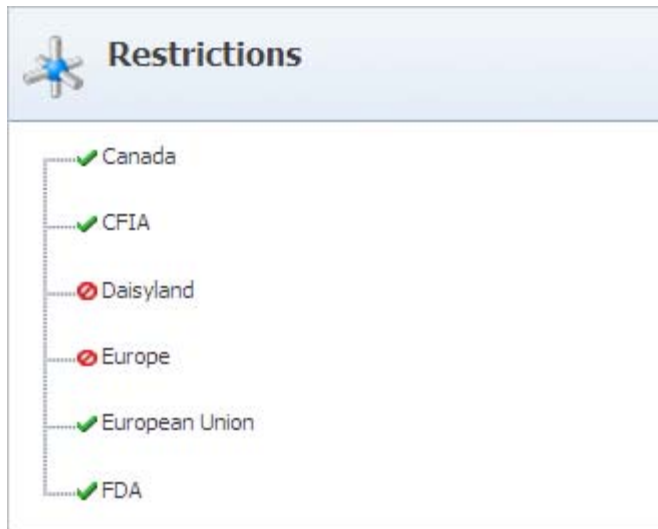 Restrictions
Canada
CFIA
Daisyland
Europe
European Union
FDA